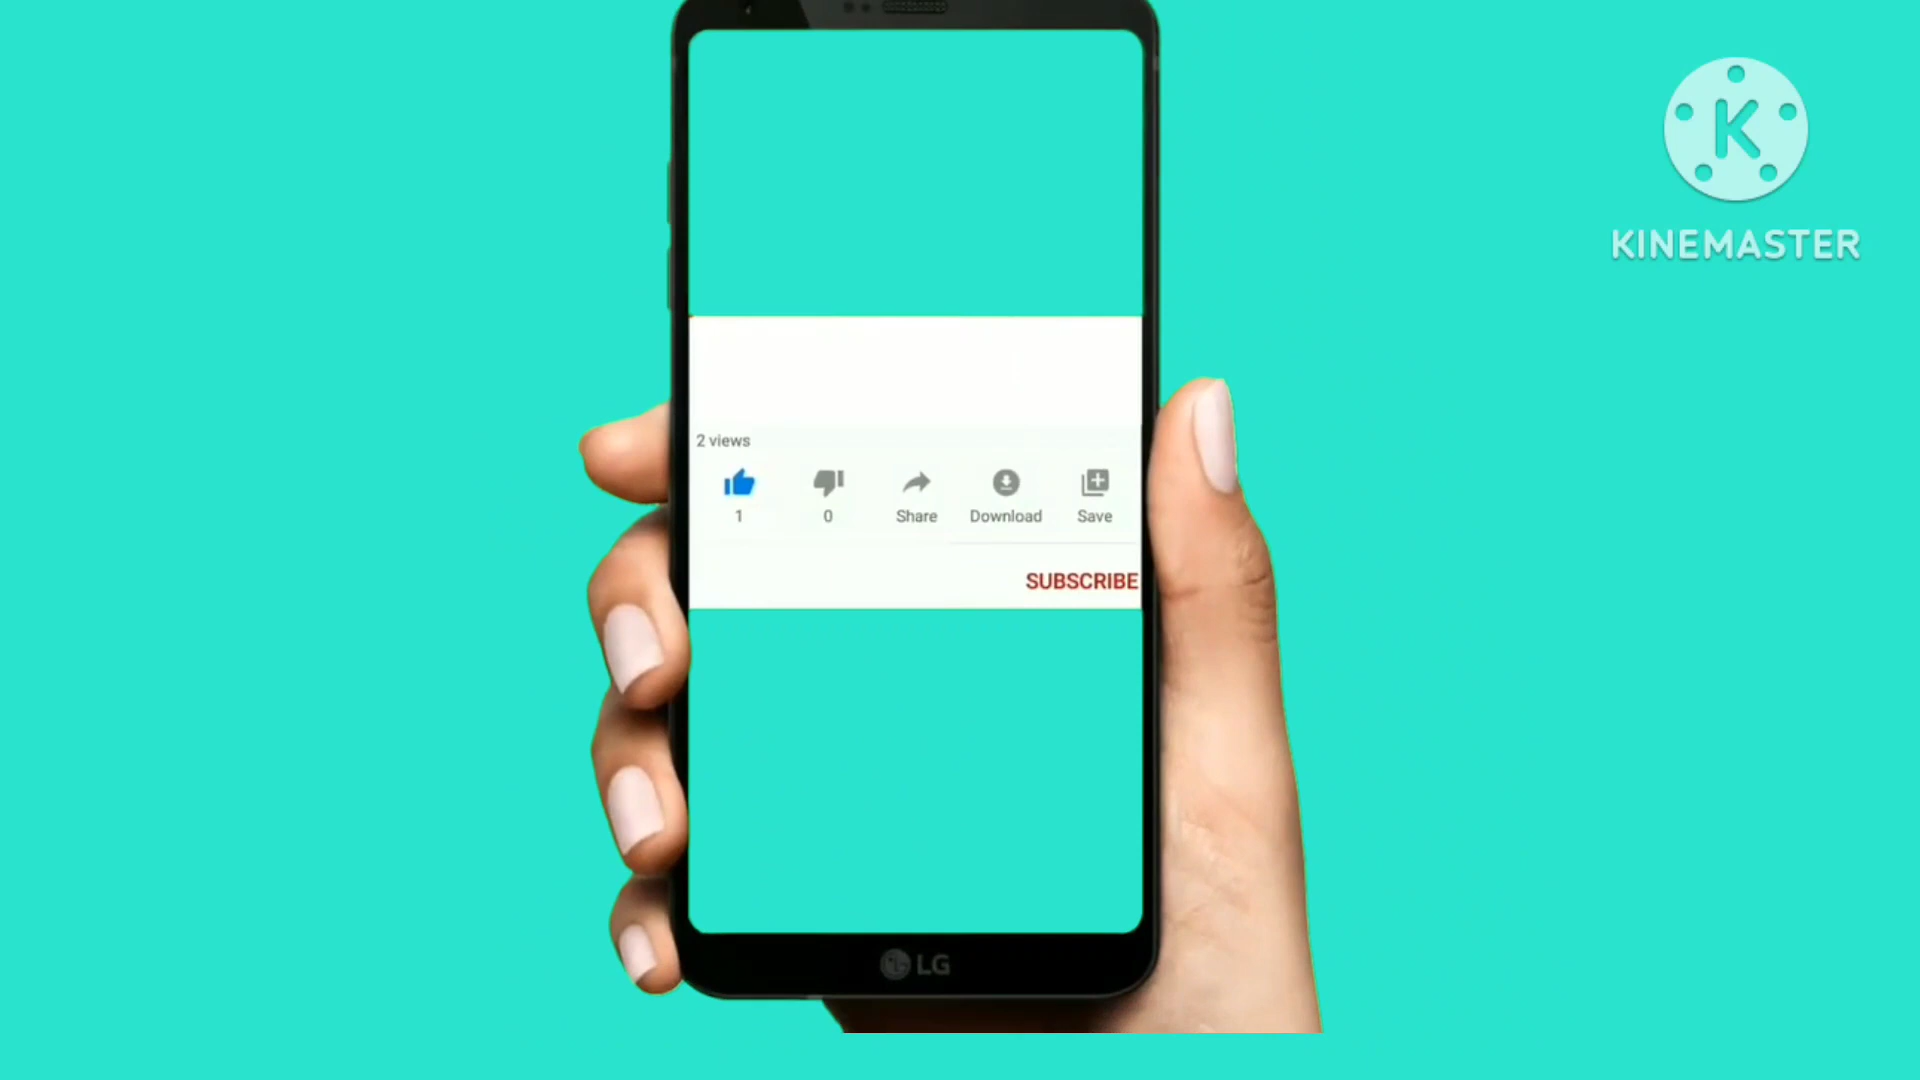 K
KINEMASTER
2 views
1 0 Share Download Save
SUBSCRIBE
LG